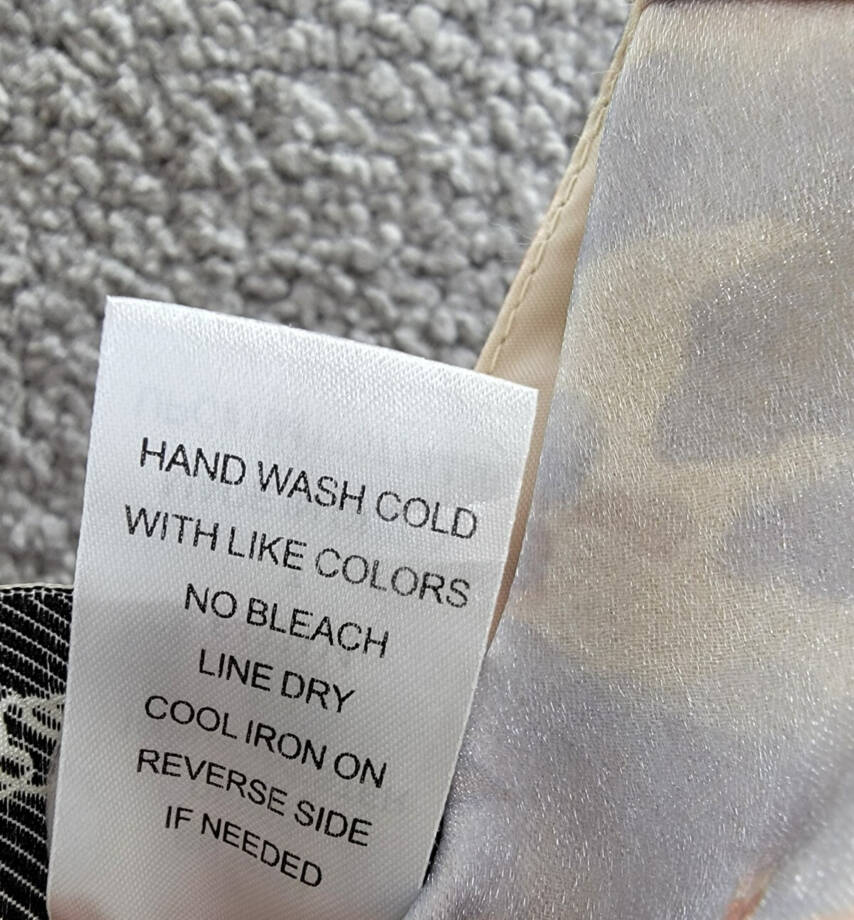 HAND WASH COLD
WITH LIKE COLORS
NO BLEACH
LINE DRY
COOL IRON ON
REVERSE SIDE
IF NEEDED